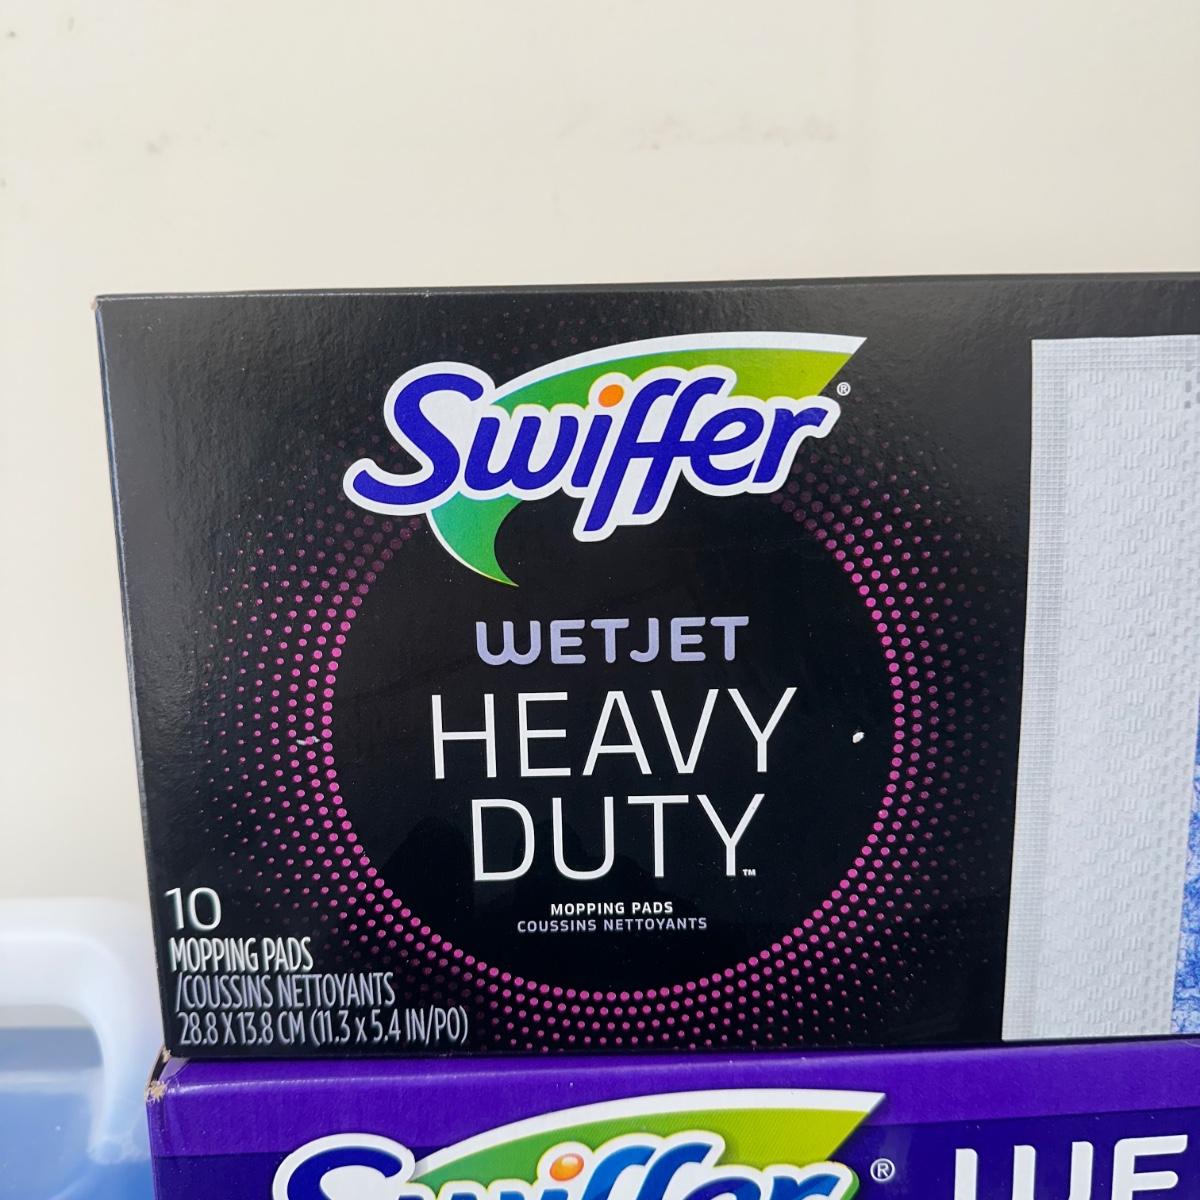 Swiffer®
WETJET
HEAVY
DUTY™
MOPPING PADS
COUSSINS NETTOYANTS
10
MOPPING PADS
/COUSSINS NETTOYANTS
28.8 X 13.8 CM (11.3 x 5.4 IN/PO)
Swiffer® WE